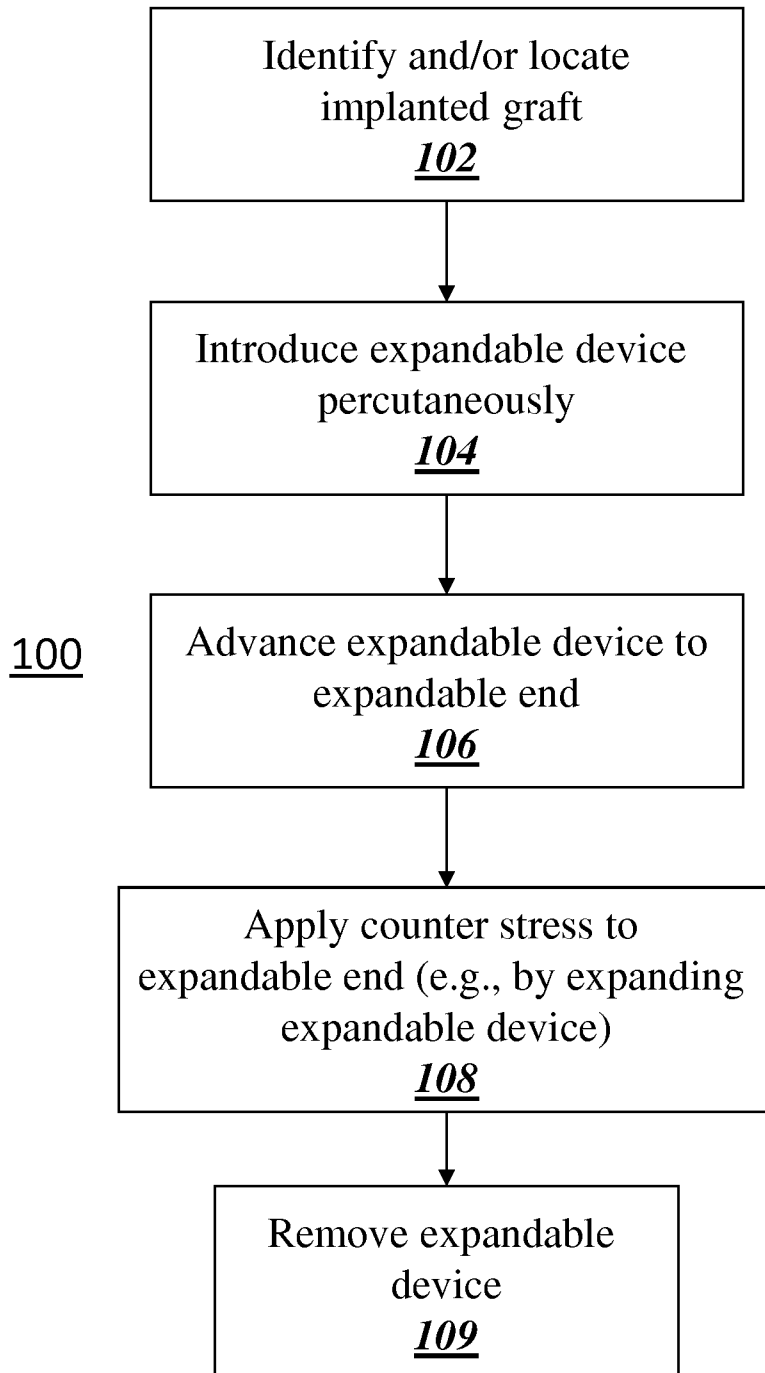 Identify and/or locate
implanted graft
102
Introduce expandable device
percutaneously
104
100
Advance expandable device to
expandable end
106
Apply counter stress to
expandable end (e.g., by expanding
expandable device)
108
Remove expandable
device
109